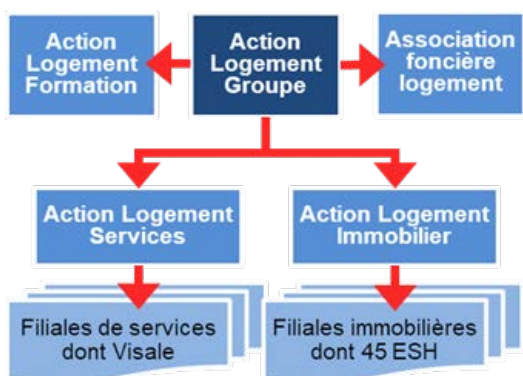 Action
Logement
Formation
Action
Logement
Groupe
Association
foncière
logement
Action Logement
Services
Action Logement
Immobilier
Filiales de services
dont Visale
Filiales immobilières
dont 45 ESH